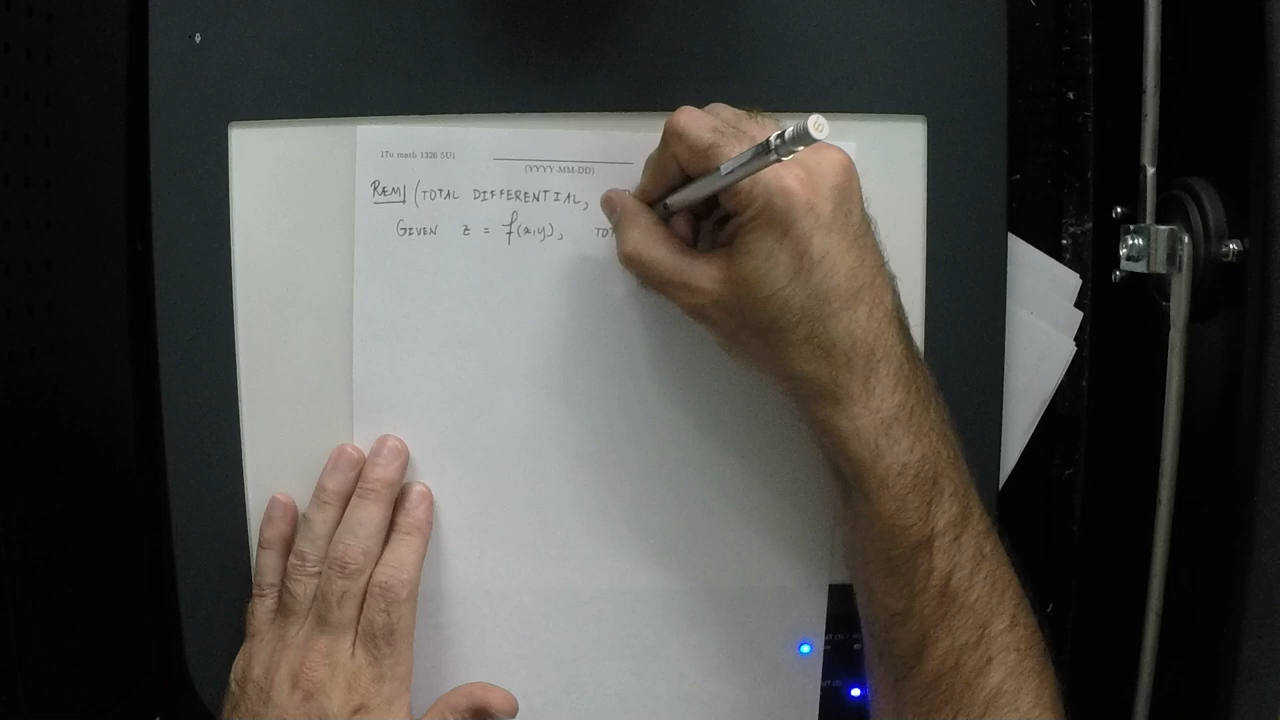 17u math 1326 5U1
(YYYY-MM-DD)
REM (TOTAL DIFFERENTIAL,
GIVEN z = f(x,y),